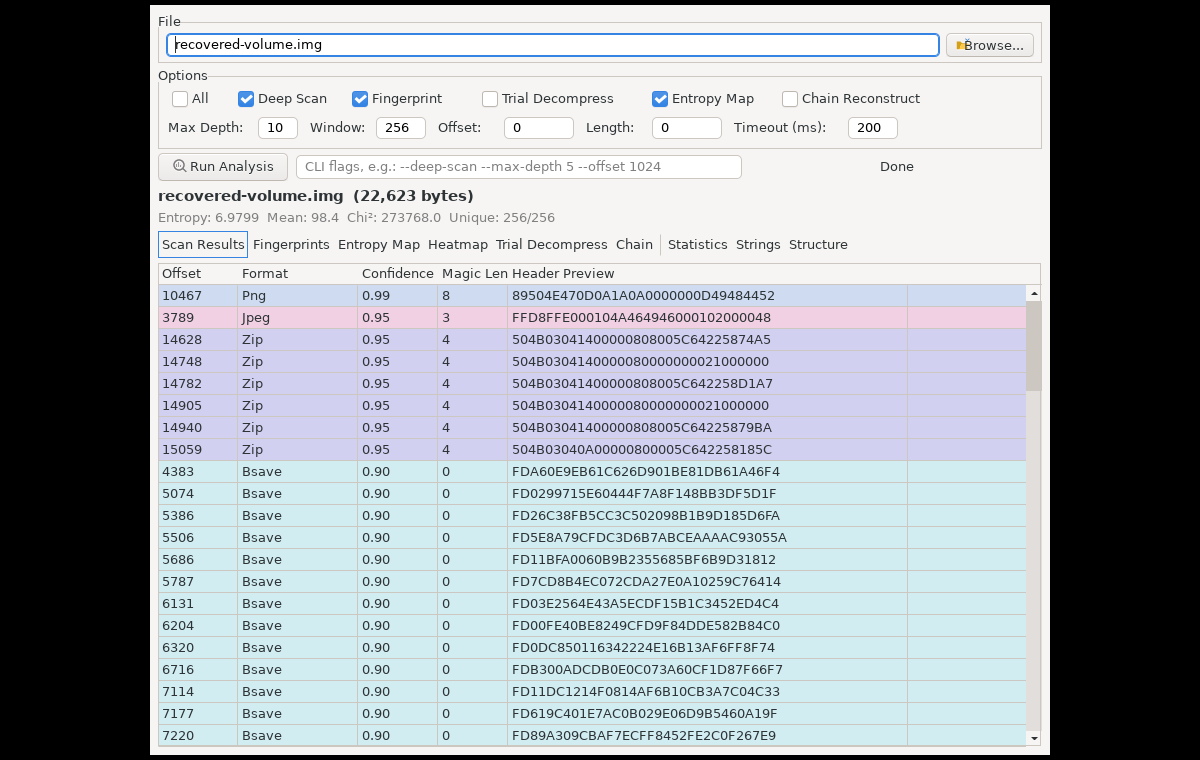 File
recovered-volume.img
Browse...
Options
All Deep Scan Fingerprint Trial Decompress Entropy Map Chain Reconstruct
Max Depth: 10 Window: 256 Offset: 0 Length: 0 Timeout (ms): 200
Run Analysis CLI flags, e.g.: --deep-scan --max-depth 5 --offset 1024 Done
recovered-volume.img (22,623 bytes)
Entropy: 6.9799 Mean: 98.4 Chi²: 273768.0 Unique: 256/256
Scan Results Fingerprints Entropy Map Heatmap Trial Decompress Chain Statistics Strings Structure
Offset Format Confidence Magic Len Header Preview
10467 Png 0.99 8 89504E470D0A1A0A0000000D49484452
3789 Jpeg 0.95 3 FFD8FFE000104A464946000102000048
14628 Zip 0.95 4 504B03041400000808005C64225874A5
14748 Zip 0.95 4 504B0304140000080000000021000000
14782 Zip 0.95 4 504B03041400000808005C642258D1A7
14905 Zip 0.95 4 504B0304140000080000000021000000
14940 Zip 0.95 4 504B03041400000808005C64225879BA
15059 Zip 0.95 4 504B03040A00000800005C642258185C
4383 Bsave 0.90 0 FDA60E9EB61C626D901BE81DB61A46F4
5074 Bsave 0.90 0 FD0299715E60444F7A8F148BB3DF5D1F
5386 Bsave 0.90 0 FD26C38FB5CC3C502098B1B9D185D6FA
5506 Bsave 0.90 0 FD5E8A79CFDC3D6B7ABCEAAAAC93055A
5686 Bsave 0.90 0 FD11BFA0060B9B2355685BF6B9D31812
5787 Bsave 0.90 0 FD7CD8B4EC072CDA27E0A10259C76414
6131 Bsave 0.90 0 FD03E2564E43A5ECDF15B1C3452ED4C4
6204 Bsave 0.90 0 FD00FE40BE8249CFD9F84DDE582B84C0
6320 Bsave 0.90 0 FD0DC850116342224E16B13AF6FF8F74
6716 Bsave 0.90 0 FDB300ADCDB0E0C073A60CF1D87F66F7
7114 Bsave 0.90 0 FD11DC1214F0814AF6B10CB3A7C04C33
7177 Bsave 0.90 0 FD619C401E7AC0B029E06D9B5460A19F
7220 Bsave 0.90 0 FD89A309CBAF7ECFF8452FE2C0F267E9